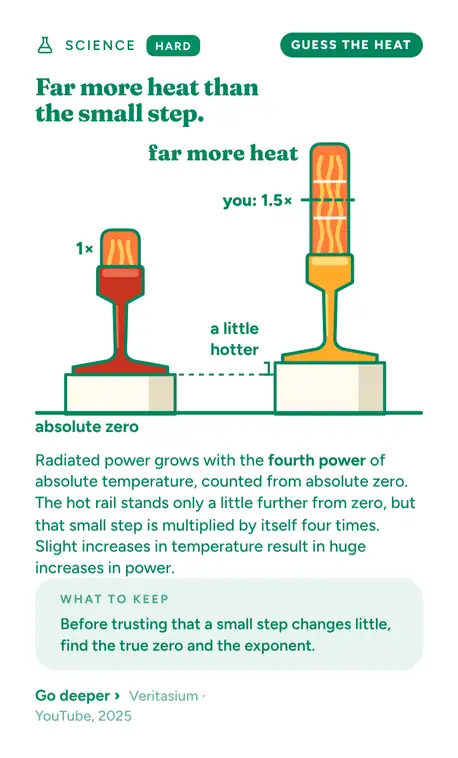 SCIENCE HARD GUESS THE HEAT
Far more heat than
the small step.
far more heat
you: 1.5×
1×
a little
hotter
absolute zero
Radiated power grows with the fourth power of
absolute temperature, counted from absolute zero.
The hot rail stands only a little further from zero, but
that small step is multiplied by itself four times.
Slight increases in temperature result in huge
increases in power.
WHAT TO KEEP
Before trusting that a small step changes little,
find the true zero and the exponent.
Go deeper › Veritasium ·
YouTube, 2025